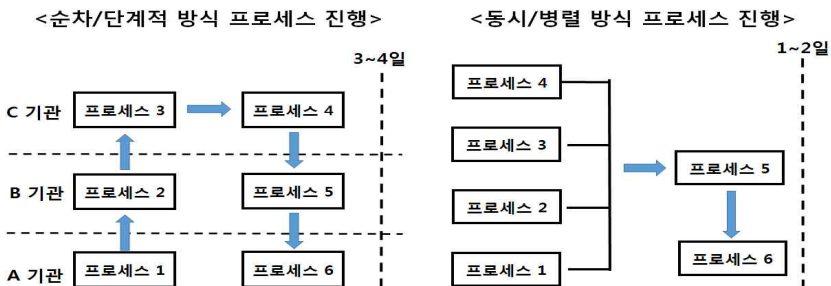 <순차/단계적 방식 프로세스 진행>
3~4일
C 기관
프로세스 3
프로세스 4
B 기관
프로세스 2
프로세스 5
A 기관
프로세스 1
프로세스 6
<동시/병렬 방식 프로세스 진행>
1~2일
프로세스 4
프로세스 3
프로세스 2
프로세스 1
프로세스 5
프로세스 6